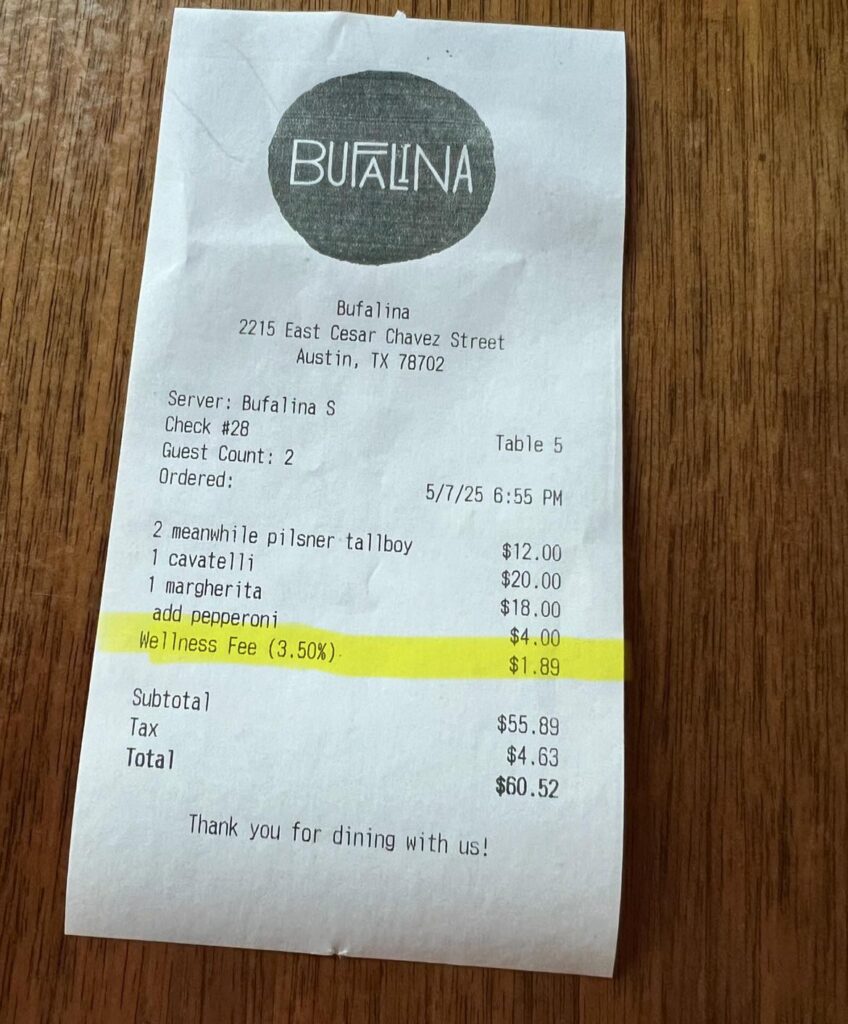 BUFALINA
Bufalina
2215 East Cesar Chavez Street
Austin, TX 78702
Server: Bufalina S
Check #28 Table 5
Guest Count: 2
Ordered: 5/7/25 6:55 PM
2 meanwhile pilsner tallboy $12.00
1 cavatelli $20.00
1 margherita $18.00
add pepperoni $4.00
Wellness Fee (3.50%) $1.89
Subtotal $55.89
Tax $4.63
Total $60.52
Thank you for dining with us!